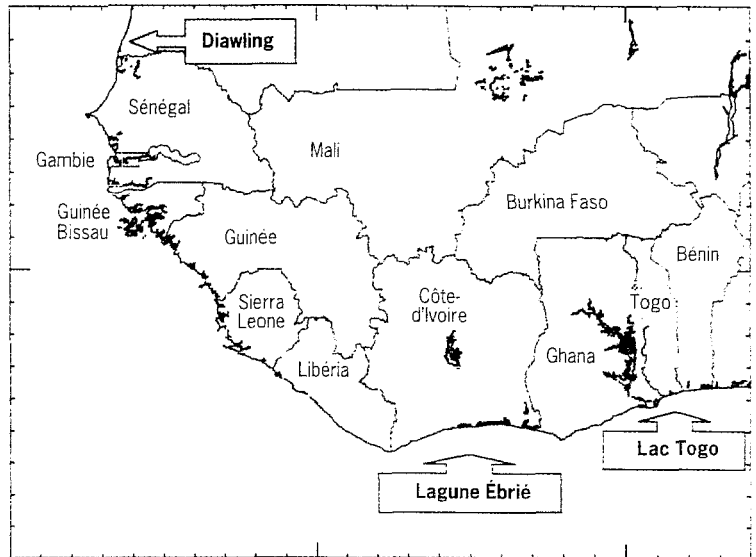 Diawling
Sénégal
Gambie
Mali
Guinée
Bissau
Burkina Faso
Guinée
Bénin
Sierra
Leone
Côte-
d'Ivoire
Togo
Ghana
Libéria
Lac Togo
Lagune Ébrié